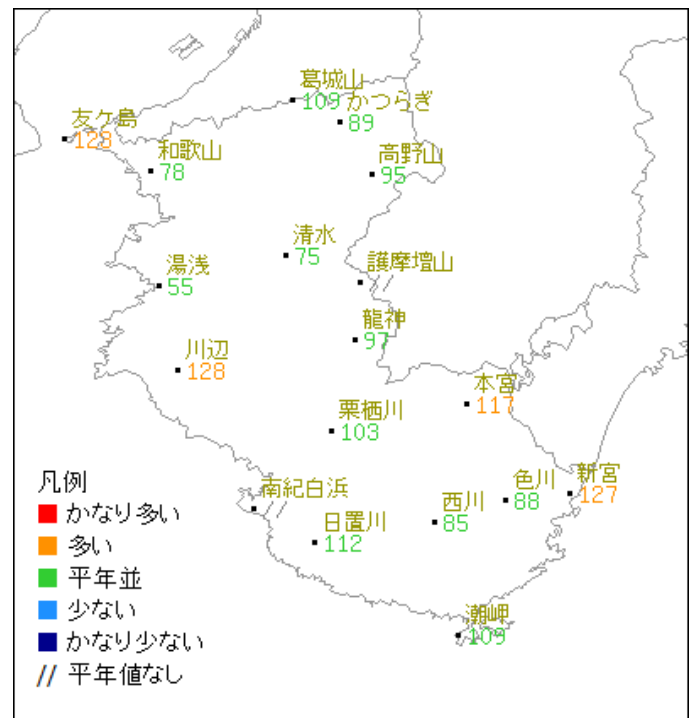 葛城山
109
かつらぎ
89
友ケ島
123
和歌山
78
高野山
95
清水
75
護摩壇山
//
湯浅
55
龍神
97
川辺
128
本宮
117
栗栖川
103
南紀白浜
//
日置川
112
西川
85
色川
88
新宮
127
潮岬
109
凡例
かなり多い
多い
平年並
少ない
かなり少ない
// 平年値なし